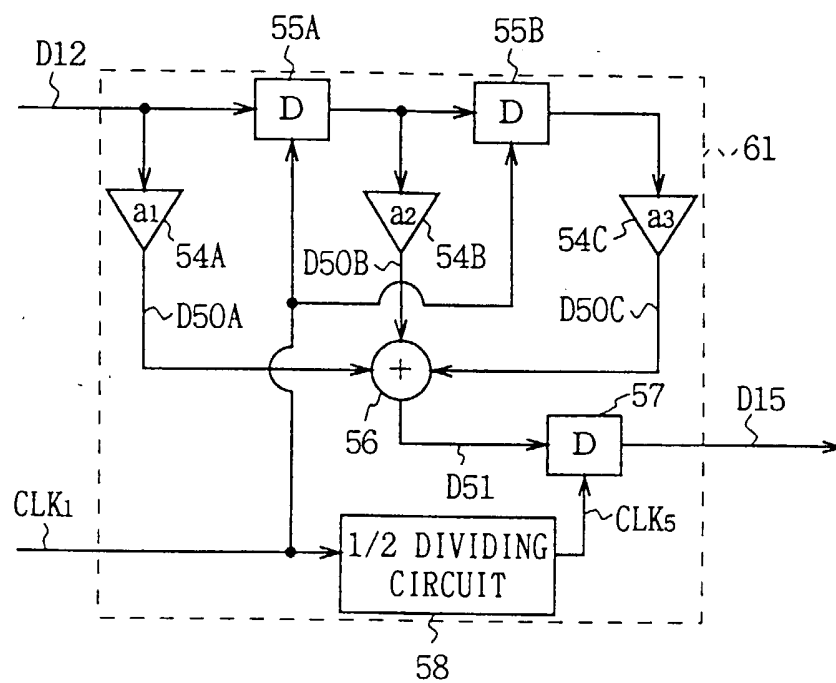 55A
55B
D12
D
D
61
a1
a2
a3
54A
D50B
54B
54C
D50A
D50C
+
56
57
D15
D
D51
CLK1
CLK5
1/2 DIVIDING
CIRCUIT
58